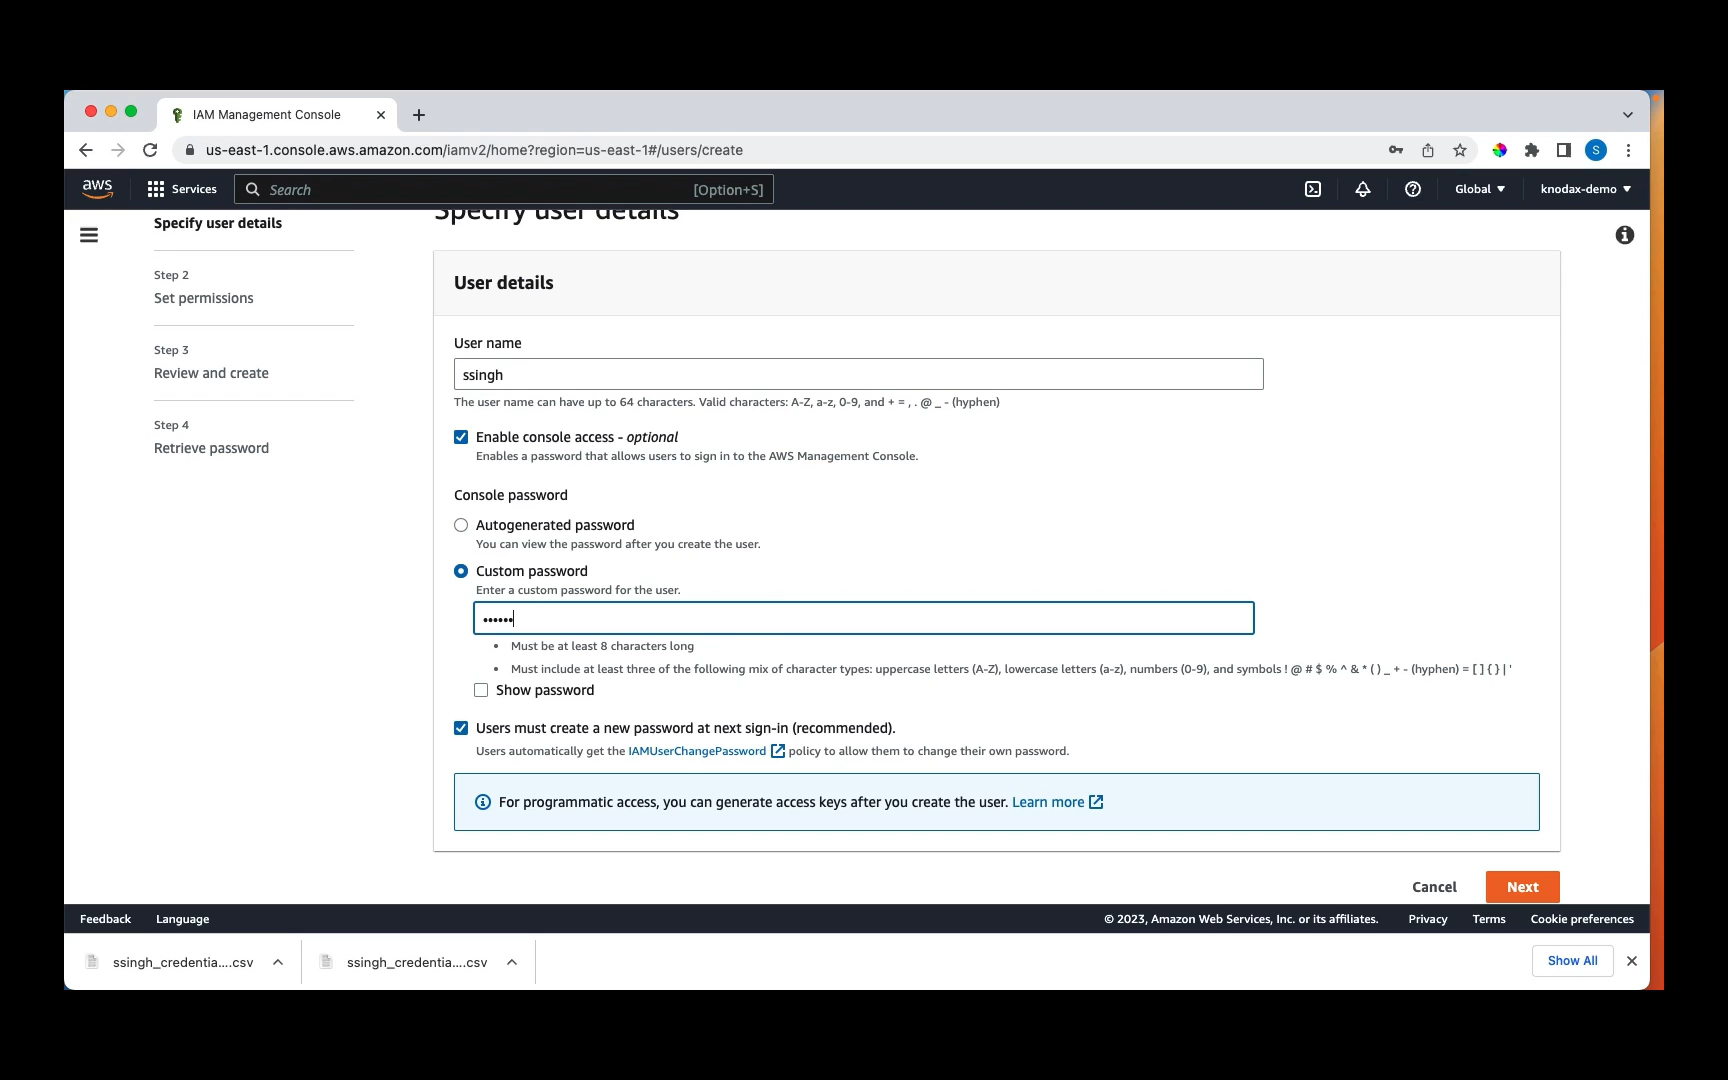 IAM Management Console
us-east-1.console.aws.amazon.com/iamv2/home?region=us-east-1#/users/create
S
aws
Services
Search
[Option+S]
Global
knodax-demo
Specify user details
Step 2
Set permissions
Step 3
Review and create
Step 4
Retrieve password
Specify user details
User details
User name
ssingh
The user name can have up to 64 characters. Valid characters: A-Z, a-z, 0-9, and + = , . @ _ - (hyphen)
Enable console access - optional
Enables a password that allows users to sign in to the AWS Management Console.
Console password
Autogenerated password
You can view the password after you create the user.
Custom password
Enter a custom password for the user.
••••••
• Must be at least 8 characters long
• Must include at least three of the following mix of character types: uppercase letters (A-Z), lowercase letters (a-z), numbers (0-9), and symbols ! @ # $ % ^ & * ( ) _ + - (hyphen) = [ ] { } | '
Show password
Users must create a new password at next sign-in (recommended).
Users automatically get the IAMUserChangePassword policy to allow them to change their own password.
For programmatic access, you can generate access keys after you create the user. Learn more
Cancel
Next
Feedback
Language
© 2023, Amazon Web Services, Inc. or its affiliates.
Privacy
Terms
Cookie preferences
ssingh_credentia....csv
ssingh_credentia....csv
Show All